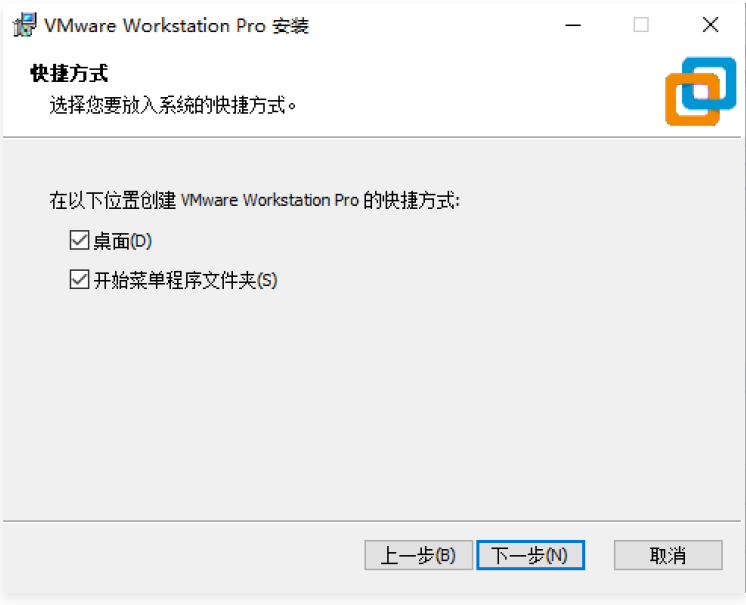 VMware Workstation Pro 安装
快捷方式
选择您要放入系统的快捷方式。
在以下位置创建 VMware Workstation Pro 的快捷方式:
桌面(D)
开始菜单程序文件夹(S)
上一步(B) 下一步(N) 取消